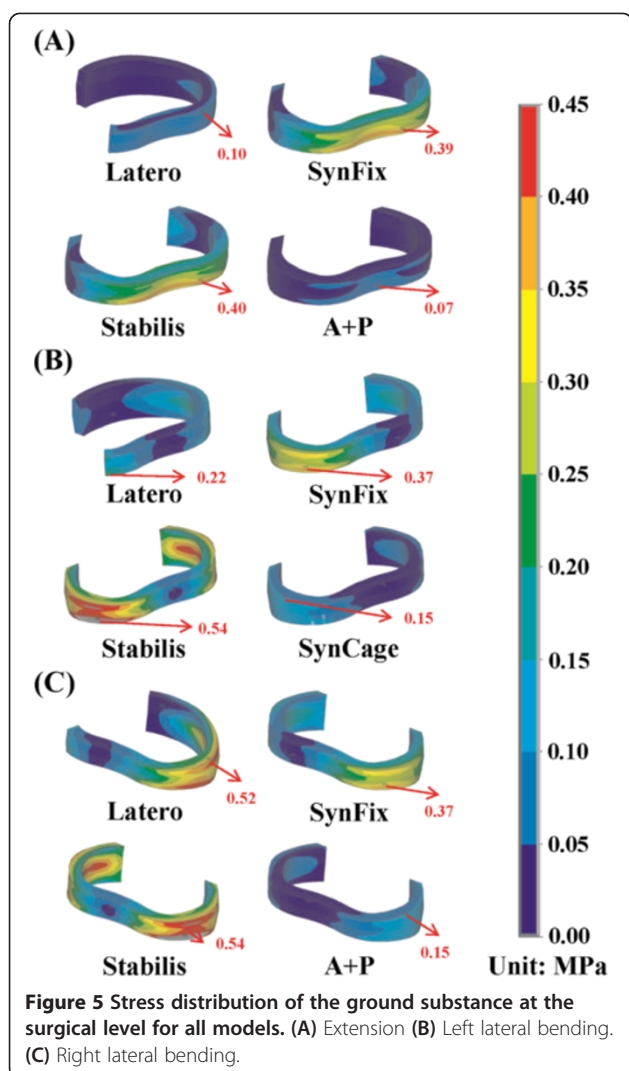 (A)
0.10
0.39
Latero
SynFix
0.40
0.07
Stabilis
A+P
(B)
0.22
0.37
Latero
SynFix
0.54
0.15
Stabilis
SynCage
(C)
0.52
0.37
Latero
SynFix
0.54
0.15
Stabilis
A+P
0.45
0.40
0.35
0.30
0.25
0.20
0.15
0.10
0.05
0.00
Unit: MPa
Figure 5 Stress distribution of the ground substance at the
surgical level for all models. (A) Extension (B) Left lateral bending.
(C) Right lateral bending.